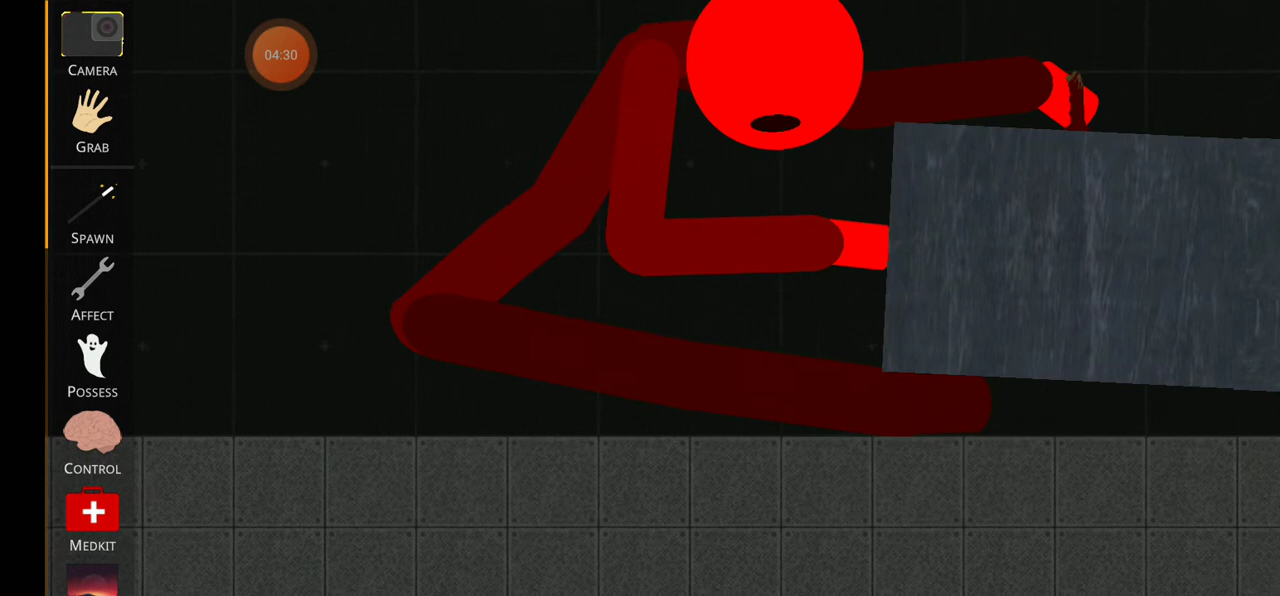 CAMERA
04:30
GRAB
SPAWN
AFFECT
POSSESS
CONTROL
MEDKIT